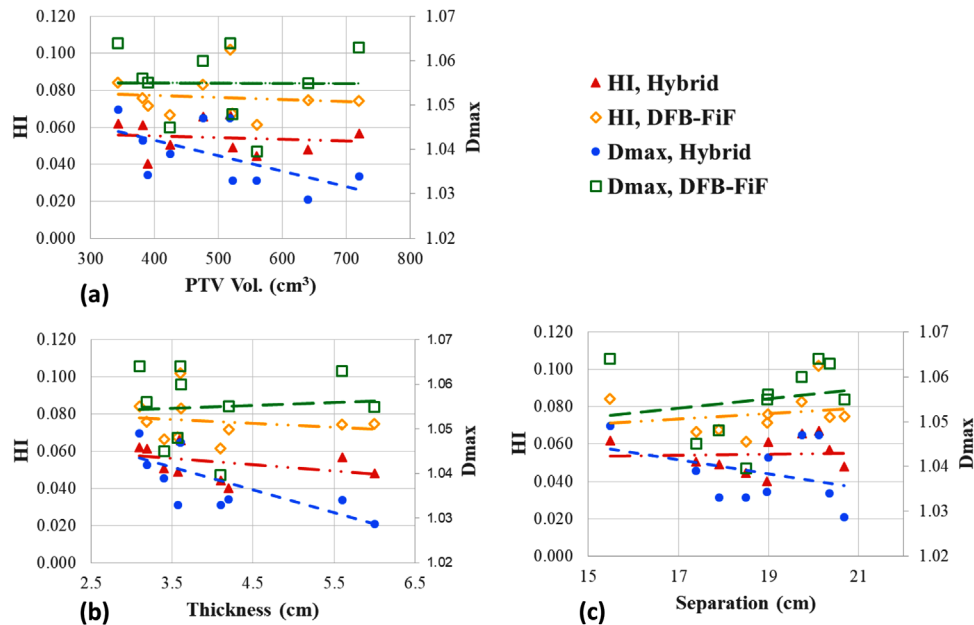 0.120
0.100
0.080
0.060
0.040
0.020
0.000
HI
1.07
1.06
1.05
1.04
1.03
1.02
Dmax
300 400 500 600 700 800
PTV Vol. (cm³)
(a)
HI, Hybrid
HI, DFB-FiF
Dmax, Hybrid
Dmax, DFB-FiF
0.120
0.100
0.080
0.060
0.040
0.020
0.000
HI
1.07
1.06
1.05
1.04
1.03
1.02
Dmax
2.5 3.5 4.5 5.5 6.5
Thickness (cm)
(b)
0.120
0.100
0.080
0.060
0.040
0.020
0.000
HI
1.07
1.06
1.05
1.04
1.03
1.02
Dmax
15 17 19 21
Separation (cm)
(c)